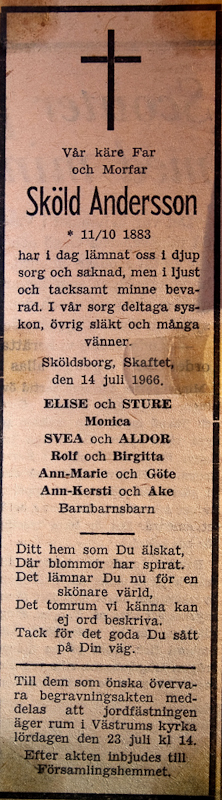 Vår käre Far
och Morfar
Sköld Andersson
* 11/10 1883
har i dag lämnat oss i djup
sorg och saknad, men i ljust
och tacksamt minne beva-
rad. I vår sorg deltaga sys-
kon, övrig släkt och många
vänner.
Sköldsborg, Skaftet,
den 14 juli 1966.
ELISE och STURE
Monica
SVEA och ALDOR
Rolf och Birgitta
Ann-Marie och Göte
Ann-Kersti och Åke
Barnbarnsbarn
Ditt hem som Du älskat,
Där blommor har spirat.
Det lämnar Du nu för en
skönare värld,
Det tomrum vi känna kan
ej ord beskriva.
Tack för det goda Du sått
på Din väg.
Till dem som önska överva-
ra begravningsakten med-
delas att jordfästningen
äger rum i Västrums kyrka
lördagen den 23 juli kl 14.
Efter akten inbjudes till
Församlingshemmet.